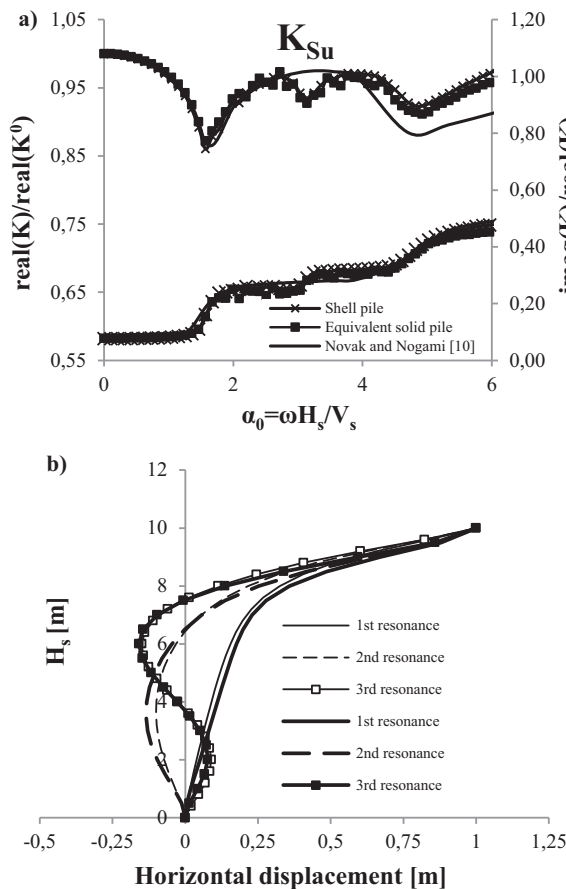 a)
1,05
1,20
K_Su
0,95
1,00
0,85
0,80
0,60
0,75
0,40
0,65
0,20
0,55
0,00
real(K)/real(K⁰)
imag(K)/real(K
Shell pile
Equivalent solid pile
Novak and Nogami [10]
0 2 4 6
α₀=ωH_s/V_s
b)
12
10
8
6
4
2
0
H_s [m]
1st resonance
2nd resonance
3rd resonance
1st resonance
2nd resonance
3rd resonance
-0,5 -0,25 0 0,25 0,5 0,75 1 1,25
Horizontal displacement [m]